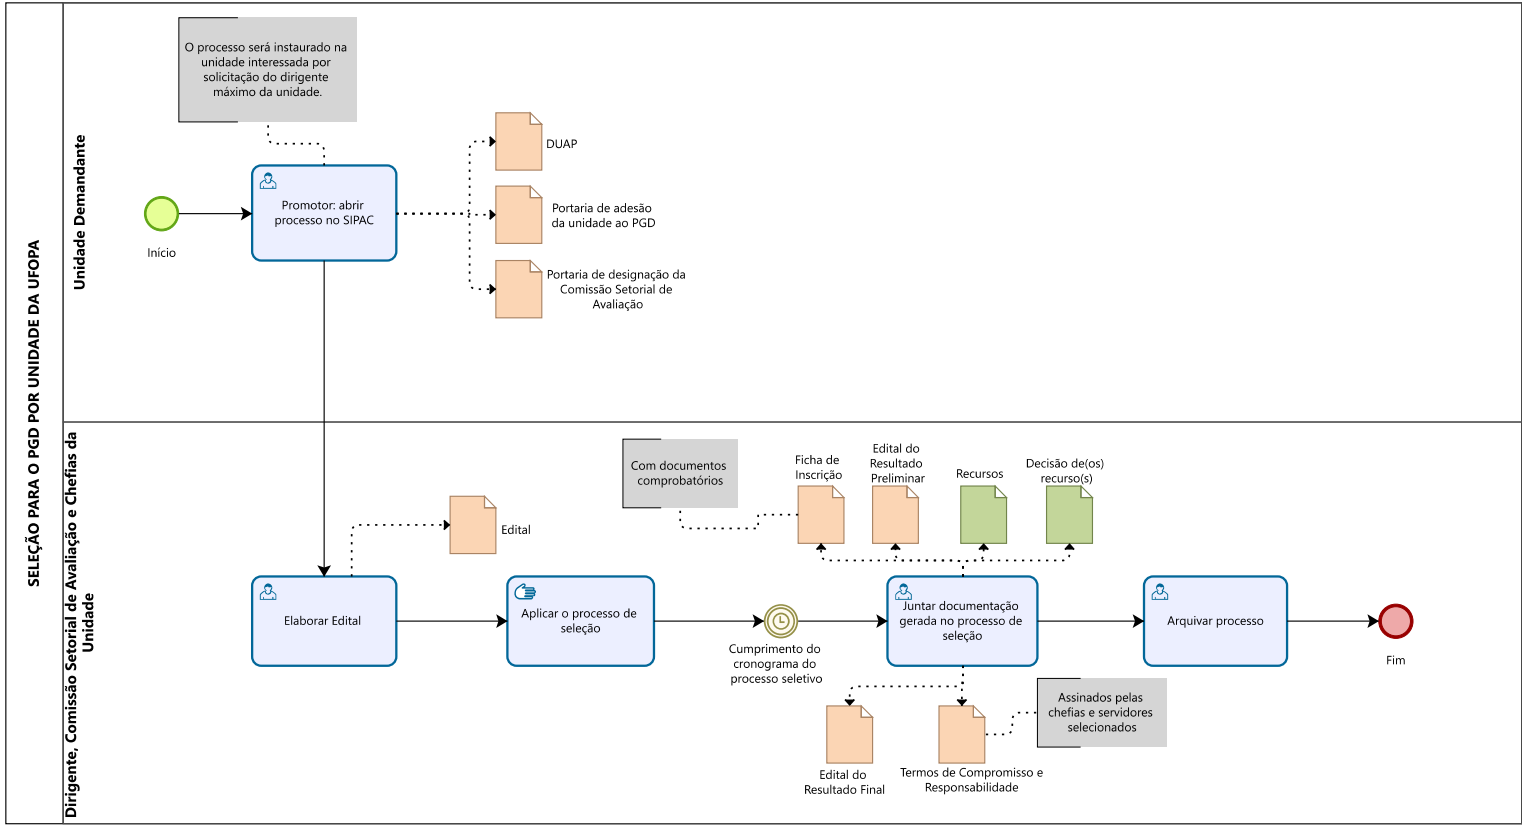 SELEÇÃO PARA O PGD POR UNIDADE DA UFOPA
Unidade Demandante
O processo será instaurado na
unidade interessada por
solicitação do dirigente
máximo da unidade.
Início
Promotor: abrir
processo no SIPAC
DUAP
Portaria de adesão
da unidade ao PGD
Portaria de designação da
Comissão Setorial de
Avaliação
Dirigente, Comissão Setorial de Avaliação e Chefias da
Unidade
Elaborar Edital
Edital
Aplicar o processo de
seleção
Cumprimento do
cronograma do
processo seletivo
Com documentos
comprobatórios
Ficha de
Inscrição
Edital do
Resultado
Preliminar
Recursos
Decisão de(os)
recurso(s)
Juntar documentação
gerada no processo de
seleção
Edital do
Resultado Final
Termos de Compromisso e
Responsabilidade
Assinados pelas
chefias e servidores
selecionados
Arquivar processo
Fim